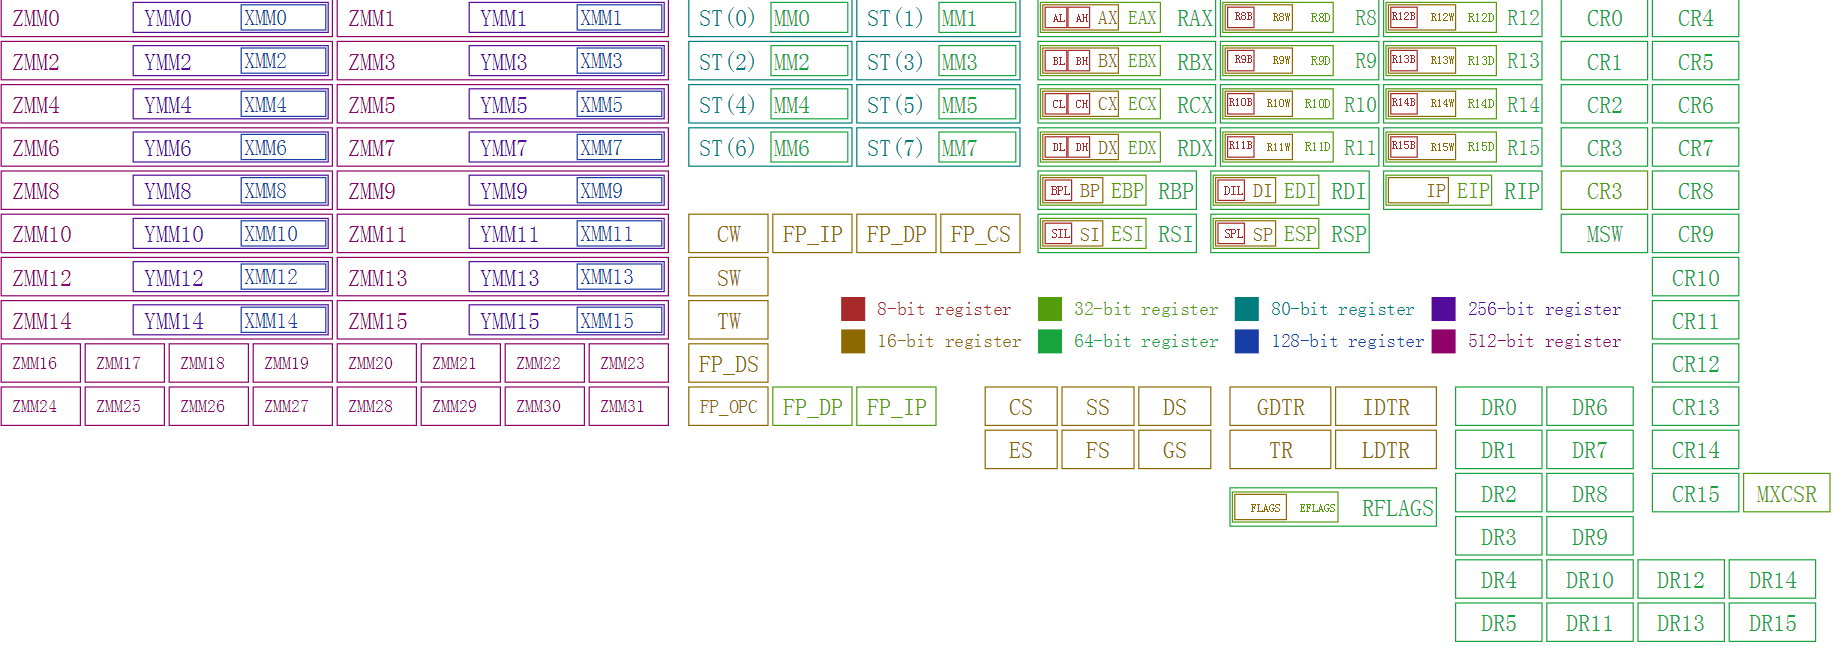 ZMM0 YMM0 XMM0 ZMM1 YMM1 XMM1 ST(0) MM0 ST(1) MM1 AL AH AX EAX RAX R8B R8W R8D R8 R12B R12W R12D R12 CR0 CR4
ZMM2 YMM2 XMM2 ZMM3 YMM3 XMM3 ST(2) MM2 ST(3) MM3 BL BH BX EBX RBX R9B R9W R9D R9 R13B R13W R13D R13 CR1 CR5
ZMM4 YMM4 XMM4 ZMM5 YMM5 XMM5 ST(4) MM4 ST(5) MM5 CL CH CX ECX RCX R10B R10W R10D R10 R14B R14W R14D R14 CR2 CR6
ZMM6 YMM6 XMM6 ZMM7 YMM7 XMM7 ST(6) MM6 ST(7) MM7 DL DH DX EDX RDX R11B R11W R11D R11 R15B R15W R15D R15 CR3 CR7
ZMM8 YMM8 XMM8 ZMM9 YMM9 XMM9 BPL BP EBP RBP DIL DI EDI RDI IP EIP RIP CR3 CR8
ZMM10 YMM10 XMM10 ZMM11 YMM11 XMM11 CW FP_IP FP_DP FP_CS SIL SI ESI RSI SPL SP ESP RSP MSW CR9
ZMM12 YMM12 XMM12 ZMM13 YMM13 XMM13 SW CR10
ZMM14 YMM14 XMM14 ZMM15 YMM15 XMM15 TW 8-bit register 32-bit register 80-bit register 256-bit register CR11
16-bit register 64-bit register 128-bit register 512-bit register
ZMM16 ZMM17 ZMM18 ZMM19 ZMM20 ZMM21 ZMM22 ZMM23 FP_DS CR12
ZMM24 ZMM25 ZMM26 ZMM27 ZMM28 ZMM29 ZMM30 ZMM31 FP_OPC FP_DP FP_IP CS SS DS GDTR IDTR DR0 DR6 CR13
ES FS GS TR LDTR DR1 DR7 CR14
FLAGS EFLAGS RFLAGS DR2 DR8 CR15 MXCSR
DR3 DR9
DR4 DR10 DR12 DR14
DR5 DR11 DR13 DR15